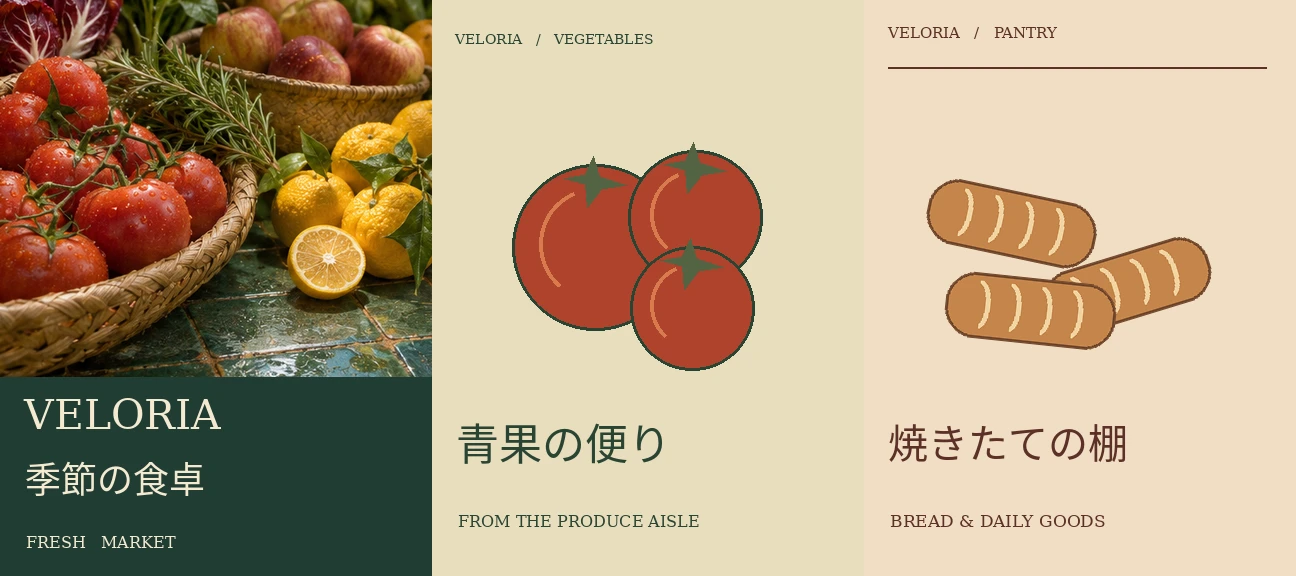 VELORIA
季節の食卓
FRESH MARKET
VELORIA / VEGETABLES
青果の便り
FROM THE PRODUCE AISLE
VELORIA / PANTRY
焼きたての棚
BREAD & DAILY GOODS